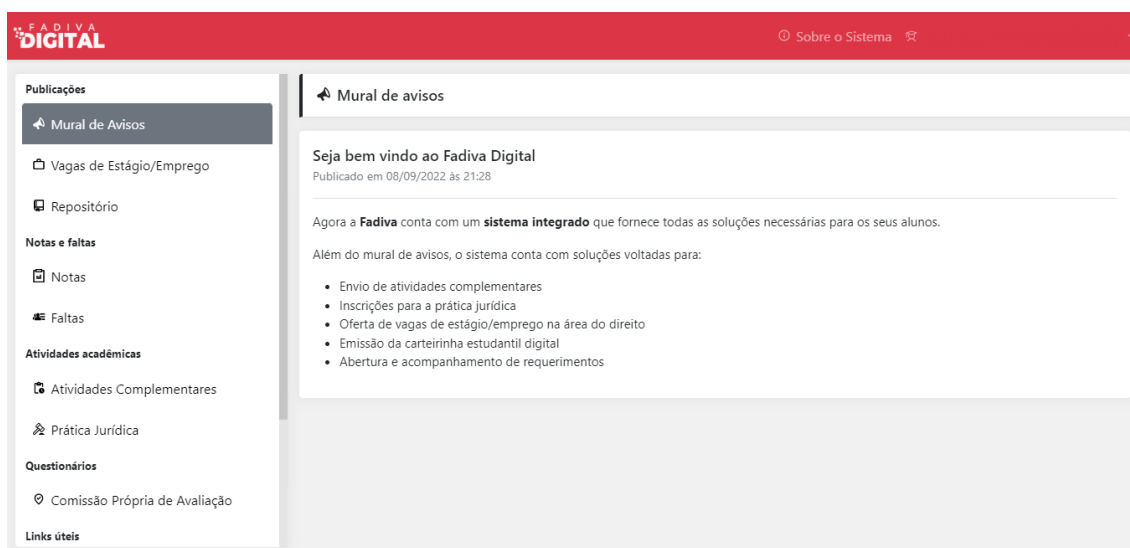 FADIVA
DIGITAL
Sobre o Sistema
Publicações
Mural de Avisos
Vagas de Estágio/Emprego
Repositório
Notas e faltas
Notas
Faltas
Atividades acadêmicas
Atividades Complementares
Prática Jurídica
Questionários
Comissão Própria de Avaliação
Links úteis
Mural de avisos
Seja bem vindo ao Fadiva Digital
Publicado em 08/09/2022 às 21:28
Agora a Fadiva conta com um sistema integrado que fornece todas as soluções necessárias para os seus alunos.
Além do mural de avisos, o sistema conta com soluções voltadas para:
• Envio de atividades complementares
• Inscrições para a prática jurídica
• Oferta de vagas de estágio/emprego na área do direito
• Emissão da carteirinha estudantil digital
• Abertura e acompanhamento de requerimentos